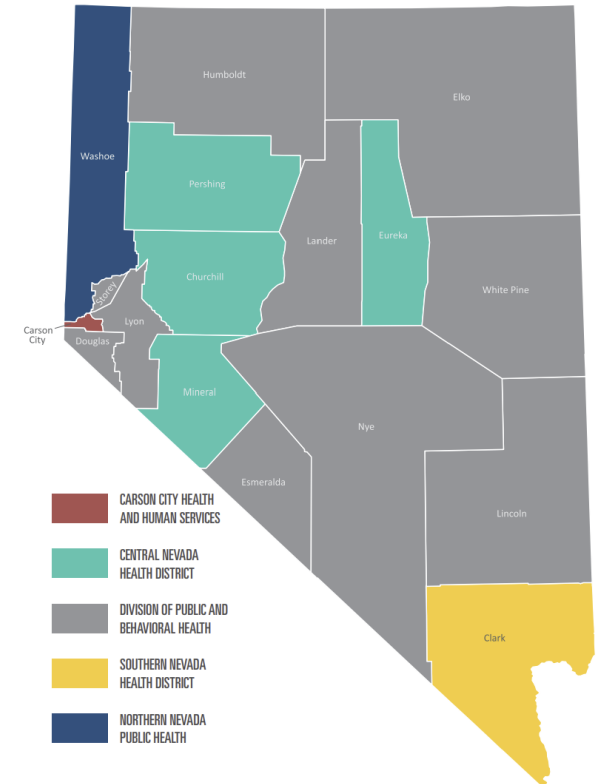 Humboldt
Elko
Washoe
Pershing
Lander
Eureka
Churchill
White Pine
Storey
Lyon
Carson
City
Douglas
Mineral
Nye
Esmeralda
Lincoln
Clark
CARSON CITY HEALTH
AND HUMAN SERVICES
CENTRAL NEVADA
HEALTH DISTRICT
DIVISION OF PUBLIC AND
BEHAVIORAL HEALTH
SOUTHERN NEVADA
HEALTH DISTRICT
NORTHERN NEVADA
PUBLIC HEALTH